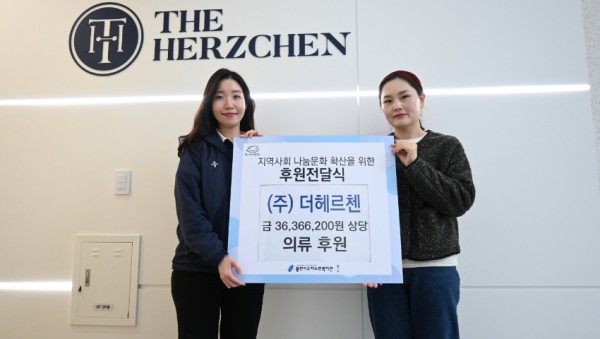 THE
HERZCHEN
지역사회 나눔문화 확산을 위한
후원전달식
(주) 더헤르첸
금 36,366,200원 상당
의류 후원